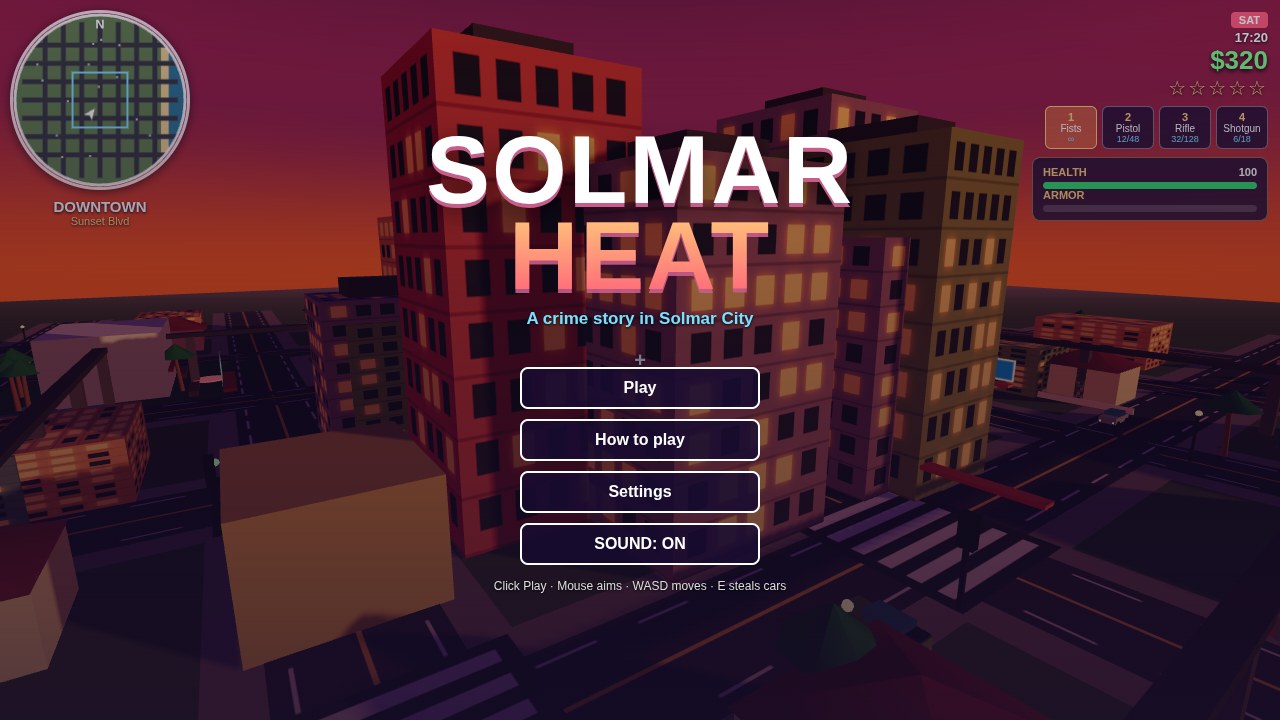 N
DOWNTOWN
Sunset Blvd
SAT
17:20
$320
1 2 3 4
Fists Pistol Rifle Shotgun
∞ 12/48 32/128 6/18
HEALTH 100
ARMOR
SOLMAR
HEAT
A crime story in Solmar City
Play
How to play
Settings
SOUND: ON
Click Play · Mouse aims · WASD moves · E steals cars